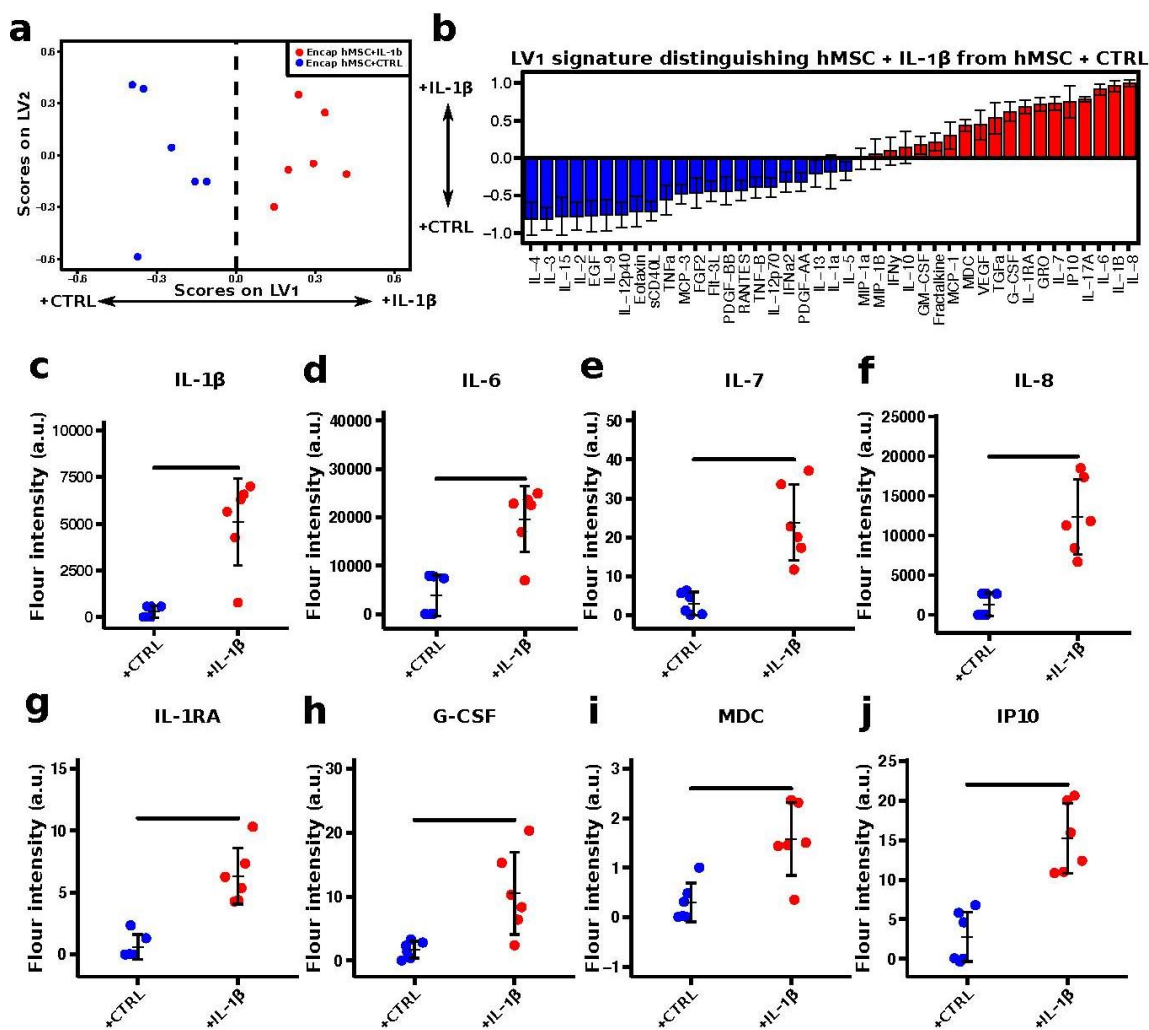 a
Encap hMSC+IL-1b
Encap hMSC+CTRL
Scores on LV2
0.6
0.3
0.0
−0.3
−0.6
−0.6
−0.3
0.0
0.3
0.6
Scores on LV1
+CTRL
+IL-1β
+IL-1β
+CTRL
b
LV1 signature distinguishing hMSC + IL-1β from hMSC + CTRL
1.0
0.5
0.0
−0.5
−1.0
IL-4
IL-3
IL-15
IL-2
EGF
IL-9
IL-12p40
Eotaxin
sCD40L
TNFa
MCP-3
FGF2
Flt-3L
PDGF-BB
RANTES
TNF-B
IL-12p70
IFNa2
PDGF-AA
IL-13
IL-1a
IL-5
MIP-1a
MIP-1B
IFNy
IL-10
GM-CSF
Fractalkine
MCP-1
MDC
VEGF
TGFa
G-CSF
IL-1RA
GRO
IL-7
IP10
IL-17A
IL-6
IL-1B
IL-8
c
IL-1β
Flour intensity (a.u.)
10000
7500
5000
2500
0
+CTRL
+IL-1β
d
IL-6
Flour intensity (a.u.)
40000
30000
20000
10000
0
+CTRL
+IL-1β
e
IL-7
Flour intensity (a.u.)
50
40
30
20
10
0
+CTRL
+IL-1β
f
IL-8
Flour intensity (a.u.)
25000
20000
15000
10000
5000
0
+CTRL
+IL-1β
g
IL-1RA
Flour intensity (a.u.)
15
10
5
0
+CTRL
+IL-1β
h
G-CSF
Flour intensity (a.u.)
30
20
10
0
+CTRL
+IL-1β
i
MDC
Flour intensity (a.u.)
3
2
1
0
−1
+CTRL
+IL-1β
j
IP10
Flour intensity (a.u.)
25
20
15
10
5
0
+CTRL
+IL-1β